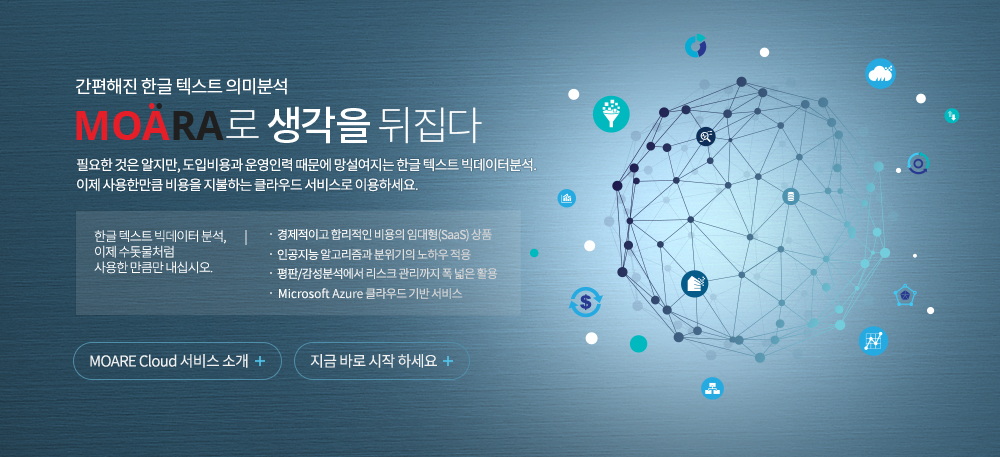 간편해진 한글 텍스트 의미분석
MOÄRA로 생각을 뒤집다
필요한 것은 알지만, 도입비용과 운영인력 때문에 망설여지는 한글 텍스트 빅데이터분석.
이제 사용한만큼 비용을 지불하는 클라우드 서비스로 이용하세요.
한글 텍스트 빅데이터 분석,
이제 수돗물처럼
사용한 만큼만 내십시오.
· 경제적이고 합리적인 비용의 임대형(SaaS) 상품
· 인공지능 알고리즘과 분위기의 노하우 적용
· 평판/감성분석에서 리스크 관리까지 폭 넓은 활용
· Microsoft Azure 클라우드 기반 서비스
MOARE Cloud 서비스 소개 +
지금 바로 시작 하세요 +